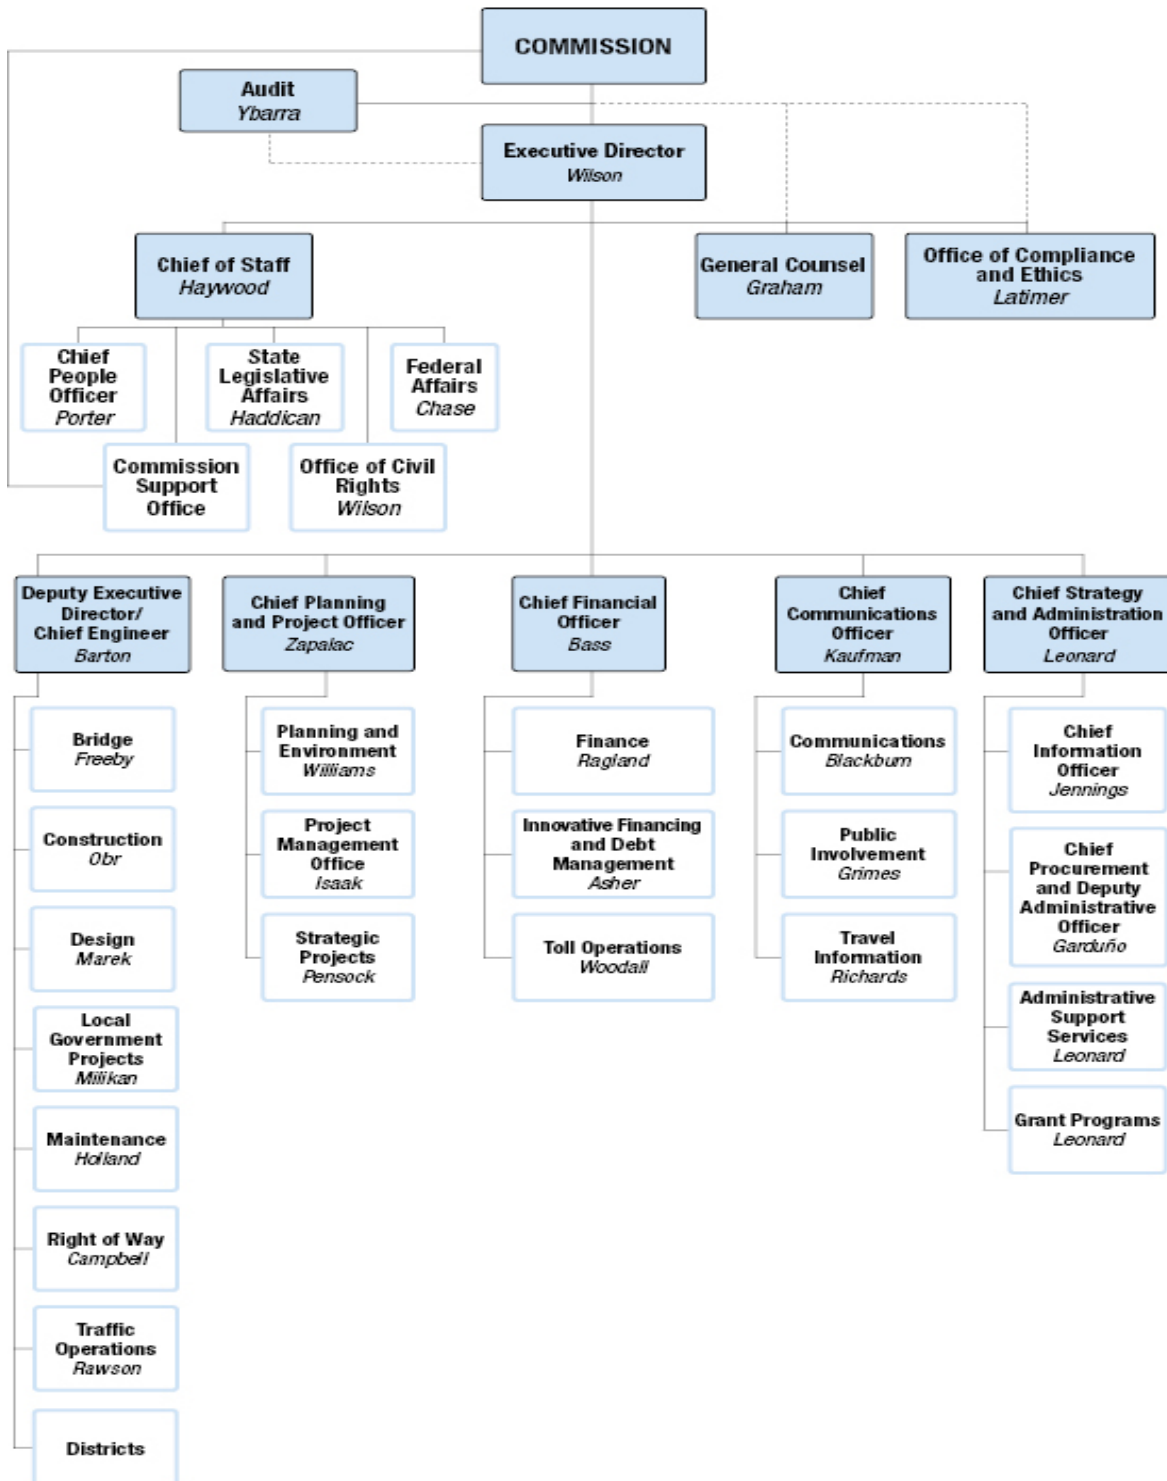 COMMISSION
Audit
Ybarra
Executive Director
Wilson
Chief of Staff
Haywood
General Counsel
Graham
Office of Compliance
and Ethics
Latimer
Chief
People
Officer
Porter
State
Legislative
Affairs
Haddican
Federal
Affairs
Chase
Commission
Support
Office
Office of Civil
Rights
Wilson
Deputy Executive
Director/
Chief Engineer
Barton
Chief Planning
and Project Officer
Zapalac
Chief Financial
Officer
Bass
Chief
Communications
Officer
Kaufman
Chief Strategy
and Administration
Officer
Leonard
Bridge
Freeby
Construction
Obr
Design
Marek
Local
Government
Projects
Millikan
Maintenance
Holland
Right of Way
Campbell
Traffic
Operations
Rawson
Districts
Planning and
Environment
Williams
Project
Management
Office
Isaak
Strategic
Projects
Pensock
Finance
Ragland
Innovative Financing
and Debt
Management
Asher
Toll Operations
Woodall
Communications
Blackburn
Public
Involvement
Grimes
Travel
Information
Richards
Chief
Information
Officer
Jennings
Chief
Procurement
and Deputy
Administrative
Officer
Garduño
Administrative
Support
Services
Leonard
Grant Programs
Leonard